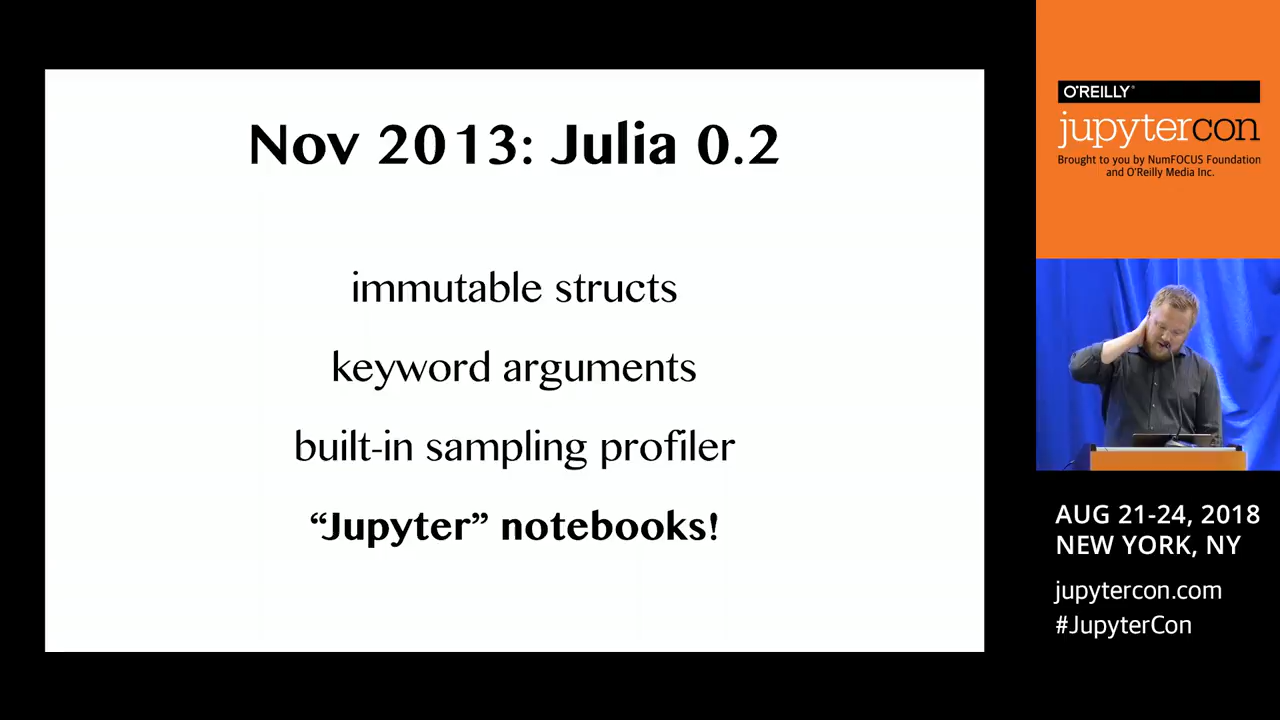 Nov 2013: Julia 0.2
immutable structs
keyword arguments
built-in sampling profiler
“Jupyter” notebooks!
O'REILLY®
jupytercon
Brought to you by NumFOCUS Foundation
and O'Reilly Media Inc.
AUG 21-24, 2018
NEW YORK, NY
jupytercon.com
#JupyterCon